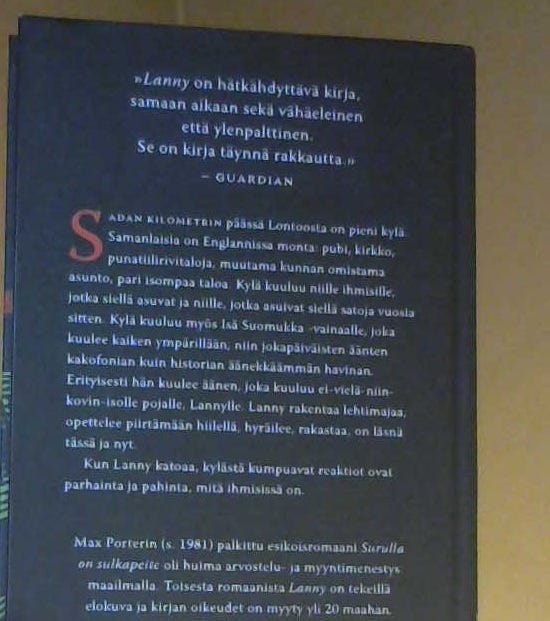 »Lanny on hätkähdyttävä kirja,
samaan aikaan sekä vähäeleinen
että ylenpalttinen.
Se on kirja täynnä rakkautta.»
– GUARDIAN
SADAN KILOMETRIN päässä Lontoosta on pieni kylä.
Samanlaisia on Englannissa monta: pubi, kirkko,
punatiilirivitaloja, muutama kunnan omistama
asunto, pari isompaa taloa. Kylä kuuluu niille ihmisille,
jotka siellä asuvat ja niille, jotka asuivat siellä satoja vuosia
sitten. Kylä kuuluu myös Isä Suomukka -vainaalle, joka
kuulee kaiken ympärillään, niin jokapäiväisten äänten
kakofonian kuin historian äänekkäämmän havinan.
Erityisesti hän kuulee äänen, joka kuuluu ei-vielä-niin-
kovin-isolle pojalle, Lannylle. Lanny rakentaa lehtimajaa,
opettelee piirtämään hiilellä, hyräilee, rakastaa, on läsnä
tässä ja nyt.
Kun Lanny katoaa, kylästä kumpuavat reaktiot ovat
parhainta ja pahinta, mitä ihmisissä on.
Max Porterin (s. 1981) palkittu esikoisromaani Surulla
on sulkapeite oli huima arvostelu- ja myyntimenestys
maailmalla. Toisesta romaanista Lanny on tekeillä
elokuva ja kirjan oikeudet on myyty yli 20 maahan.